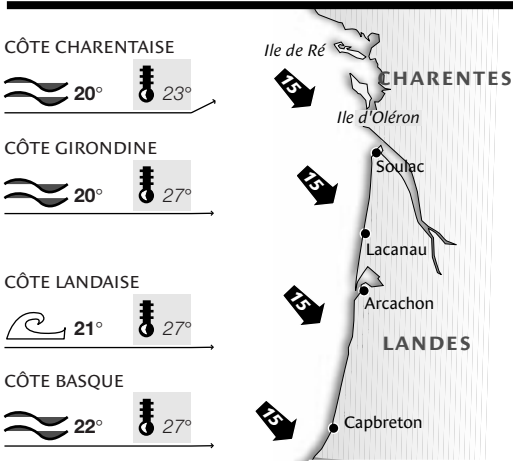 CÔTE CHARENTAISE
20° 23°
CÔTE GIRONDINE
20° 27°
CÔTE LANDAISE
21° 27°
CÔTE BASQUE
22° 27°
Ile de Ré
CHARENTES
15
Ile d'Oléron
Soulac
15
Lacanau
15
Arcachon
LANDES
15
Capbreton